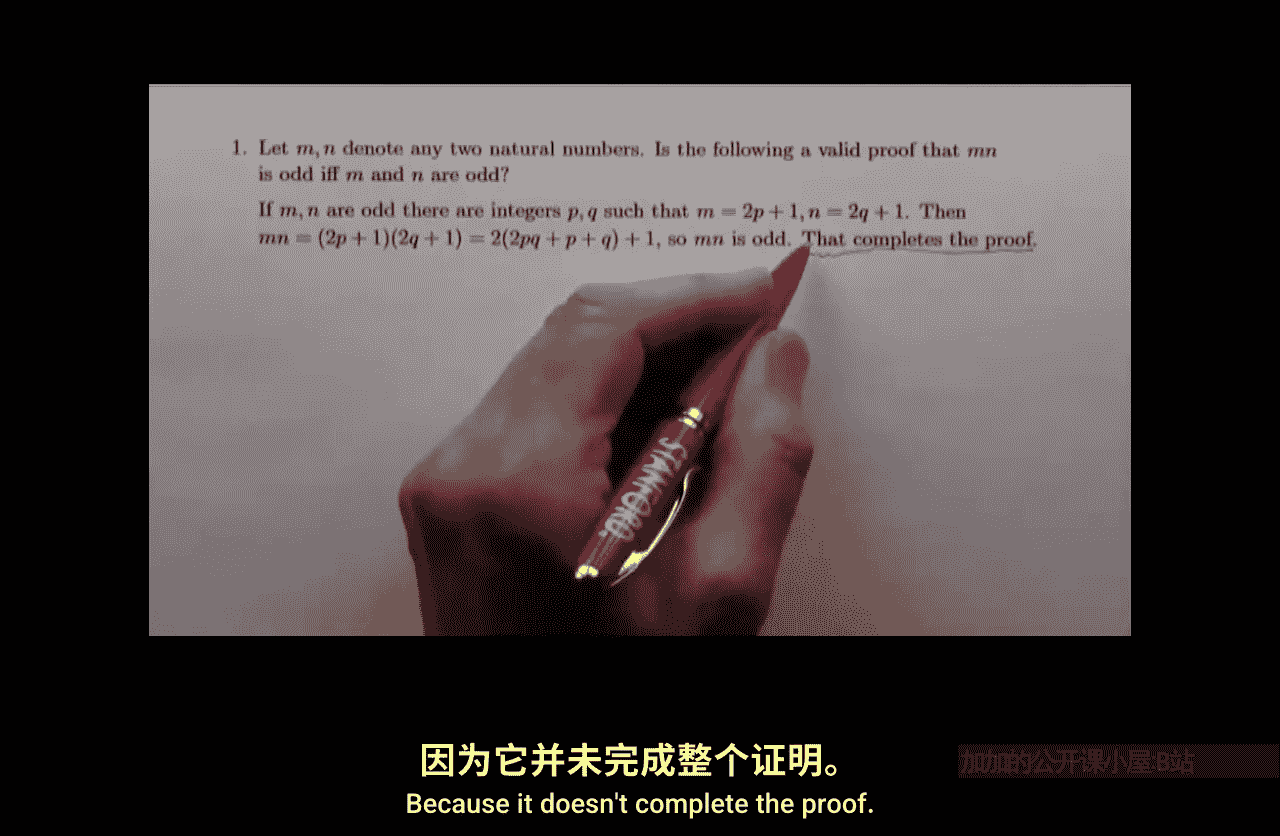 1. Let m, n denote any two natural numbers. Is the following a valid proof that mn
is odd iff m and n are odd?
If m, n are odd there are integers p, q such that m = 2p + 1, n = 2q + 1. Then
mn = (2p + 1)(2q + 1) = 2(2pq + p + q) + 1, so mn is odd. That completes the proof.
STANFORD
因为它并未完成整个证明。
加加的公开课小屋 B站
Because it doesn't complete the proof.